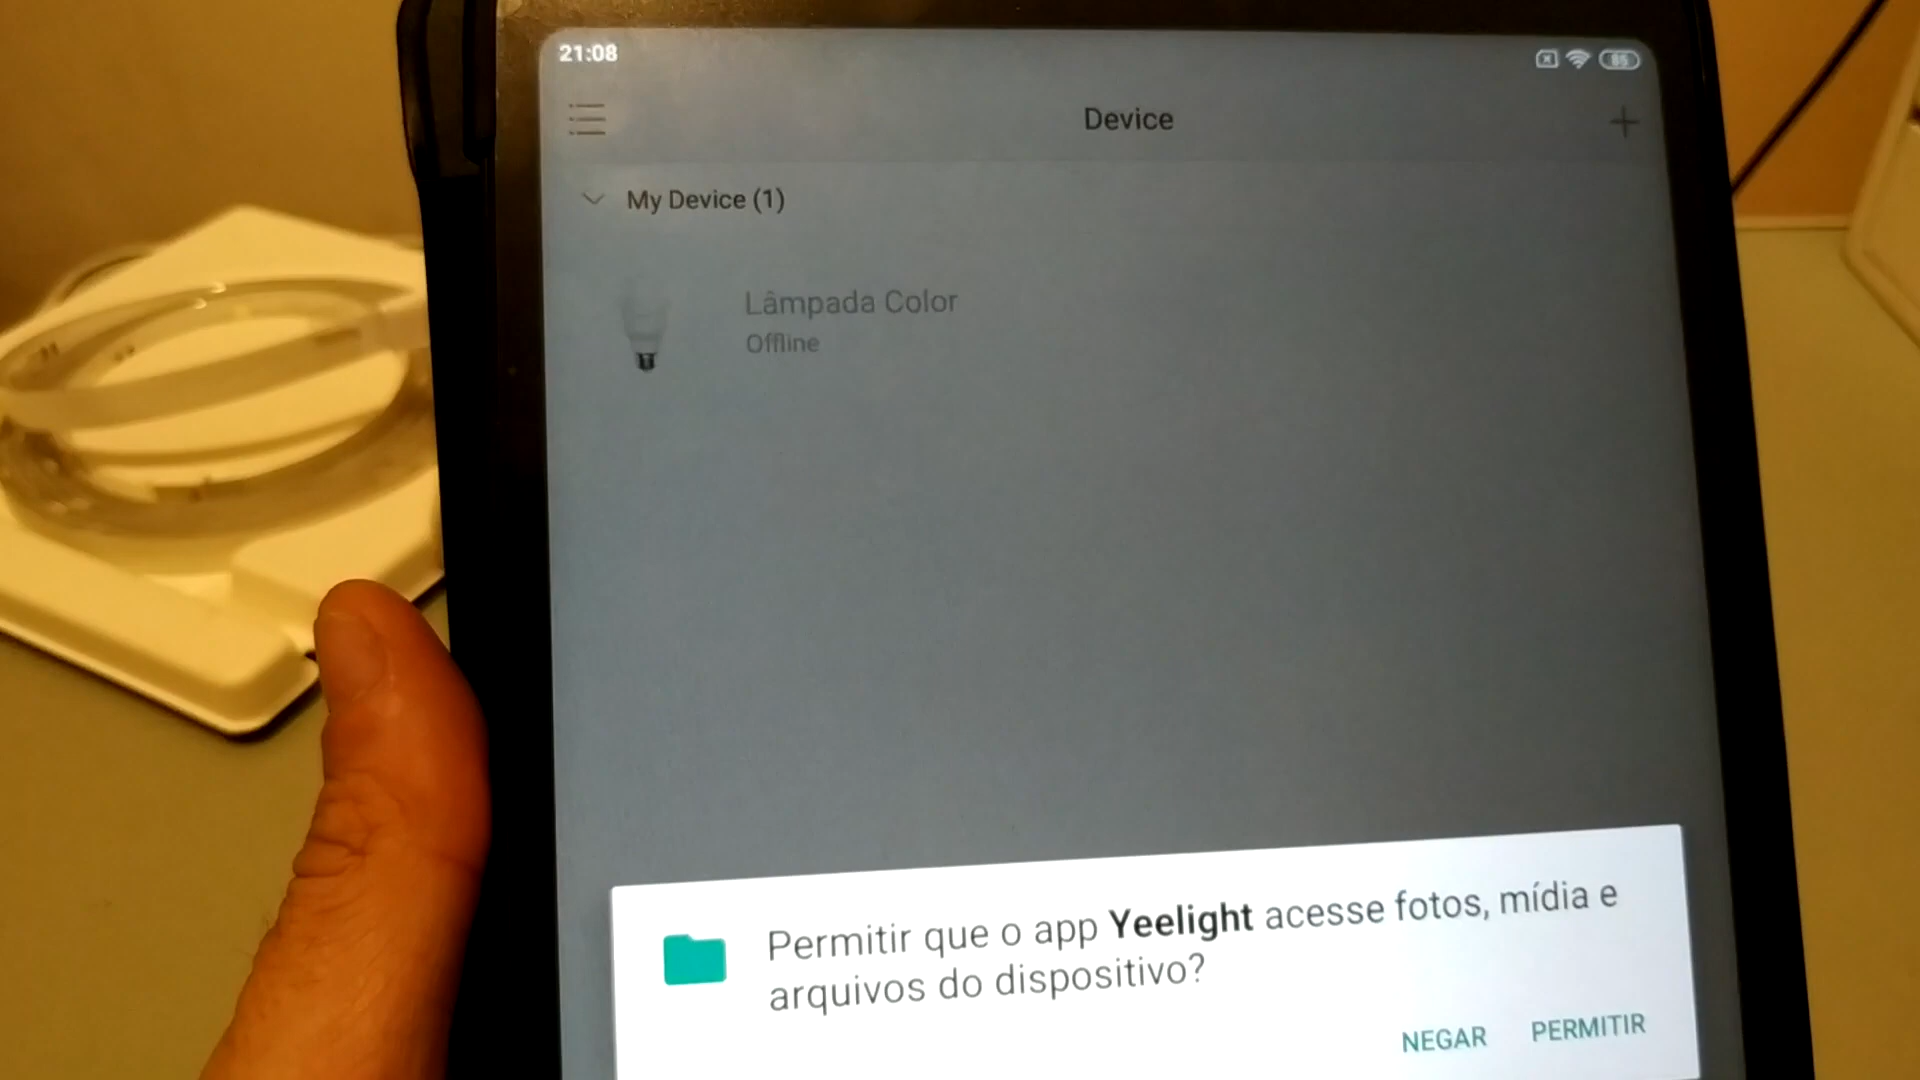 21:08
85
Device
My Device (1)
Lâmpada Color
Offline
Permitir que o app Yeelight acesse fotos, mídia e
arquivos do dispositivo?
NEGAR PERMITIR